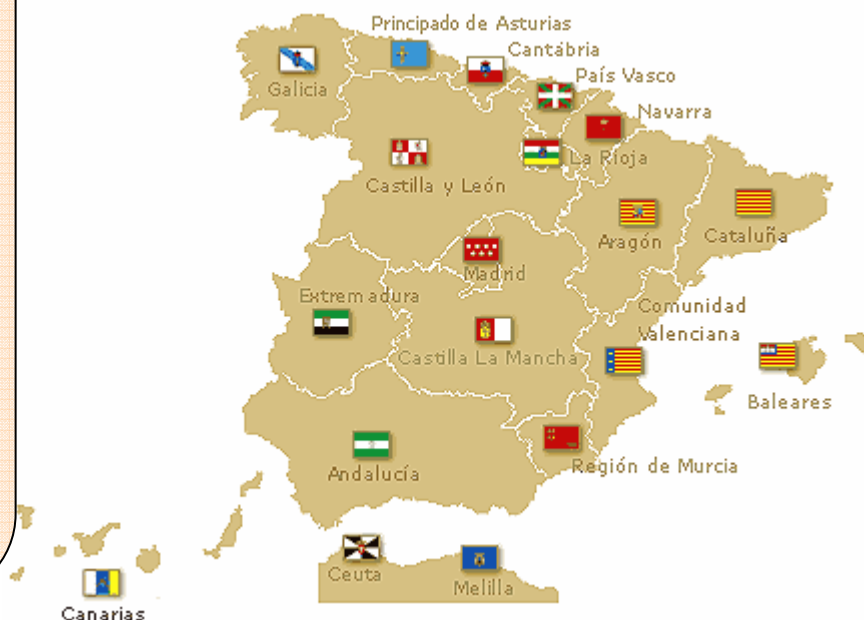 Principado de Asturias
Cantábria
País Vasco
Galicia
Navarra
La Rioja
Castilla y León
Cataluña
Aragón
Madrid
Extremadura
Comunidad
Valenciana
Castilla La Mancha
Baleares
Región de Murcia
Andalucía
Ceuta
Melilla
Canarias